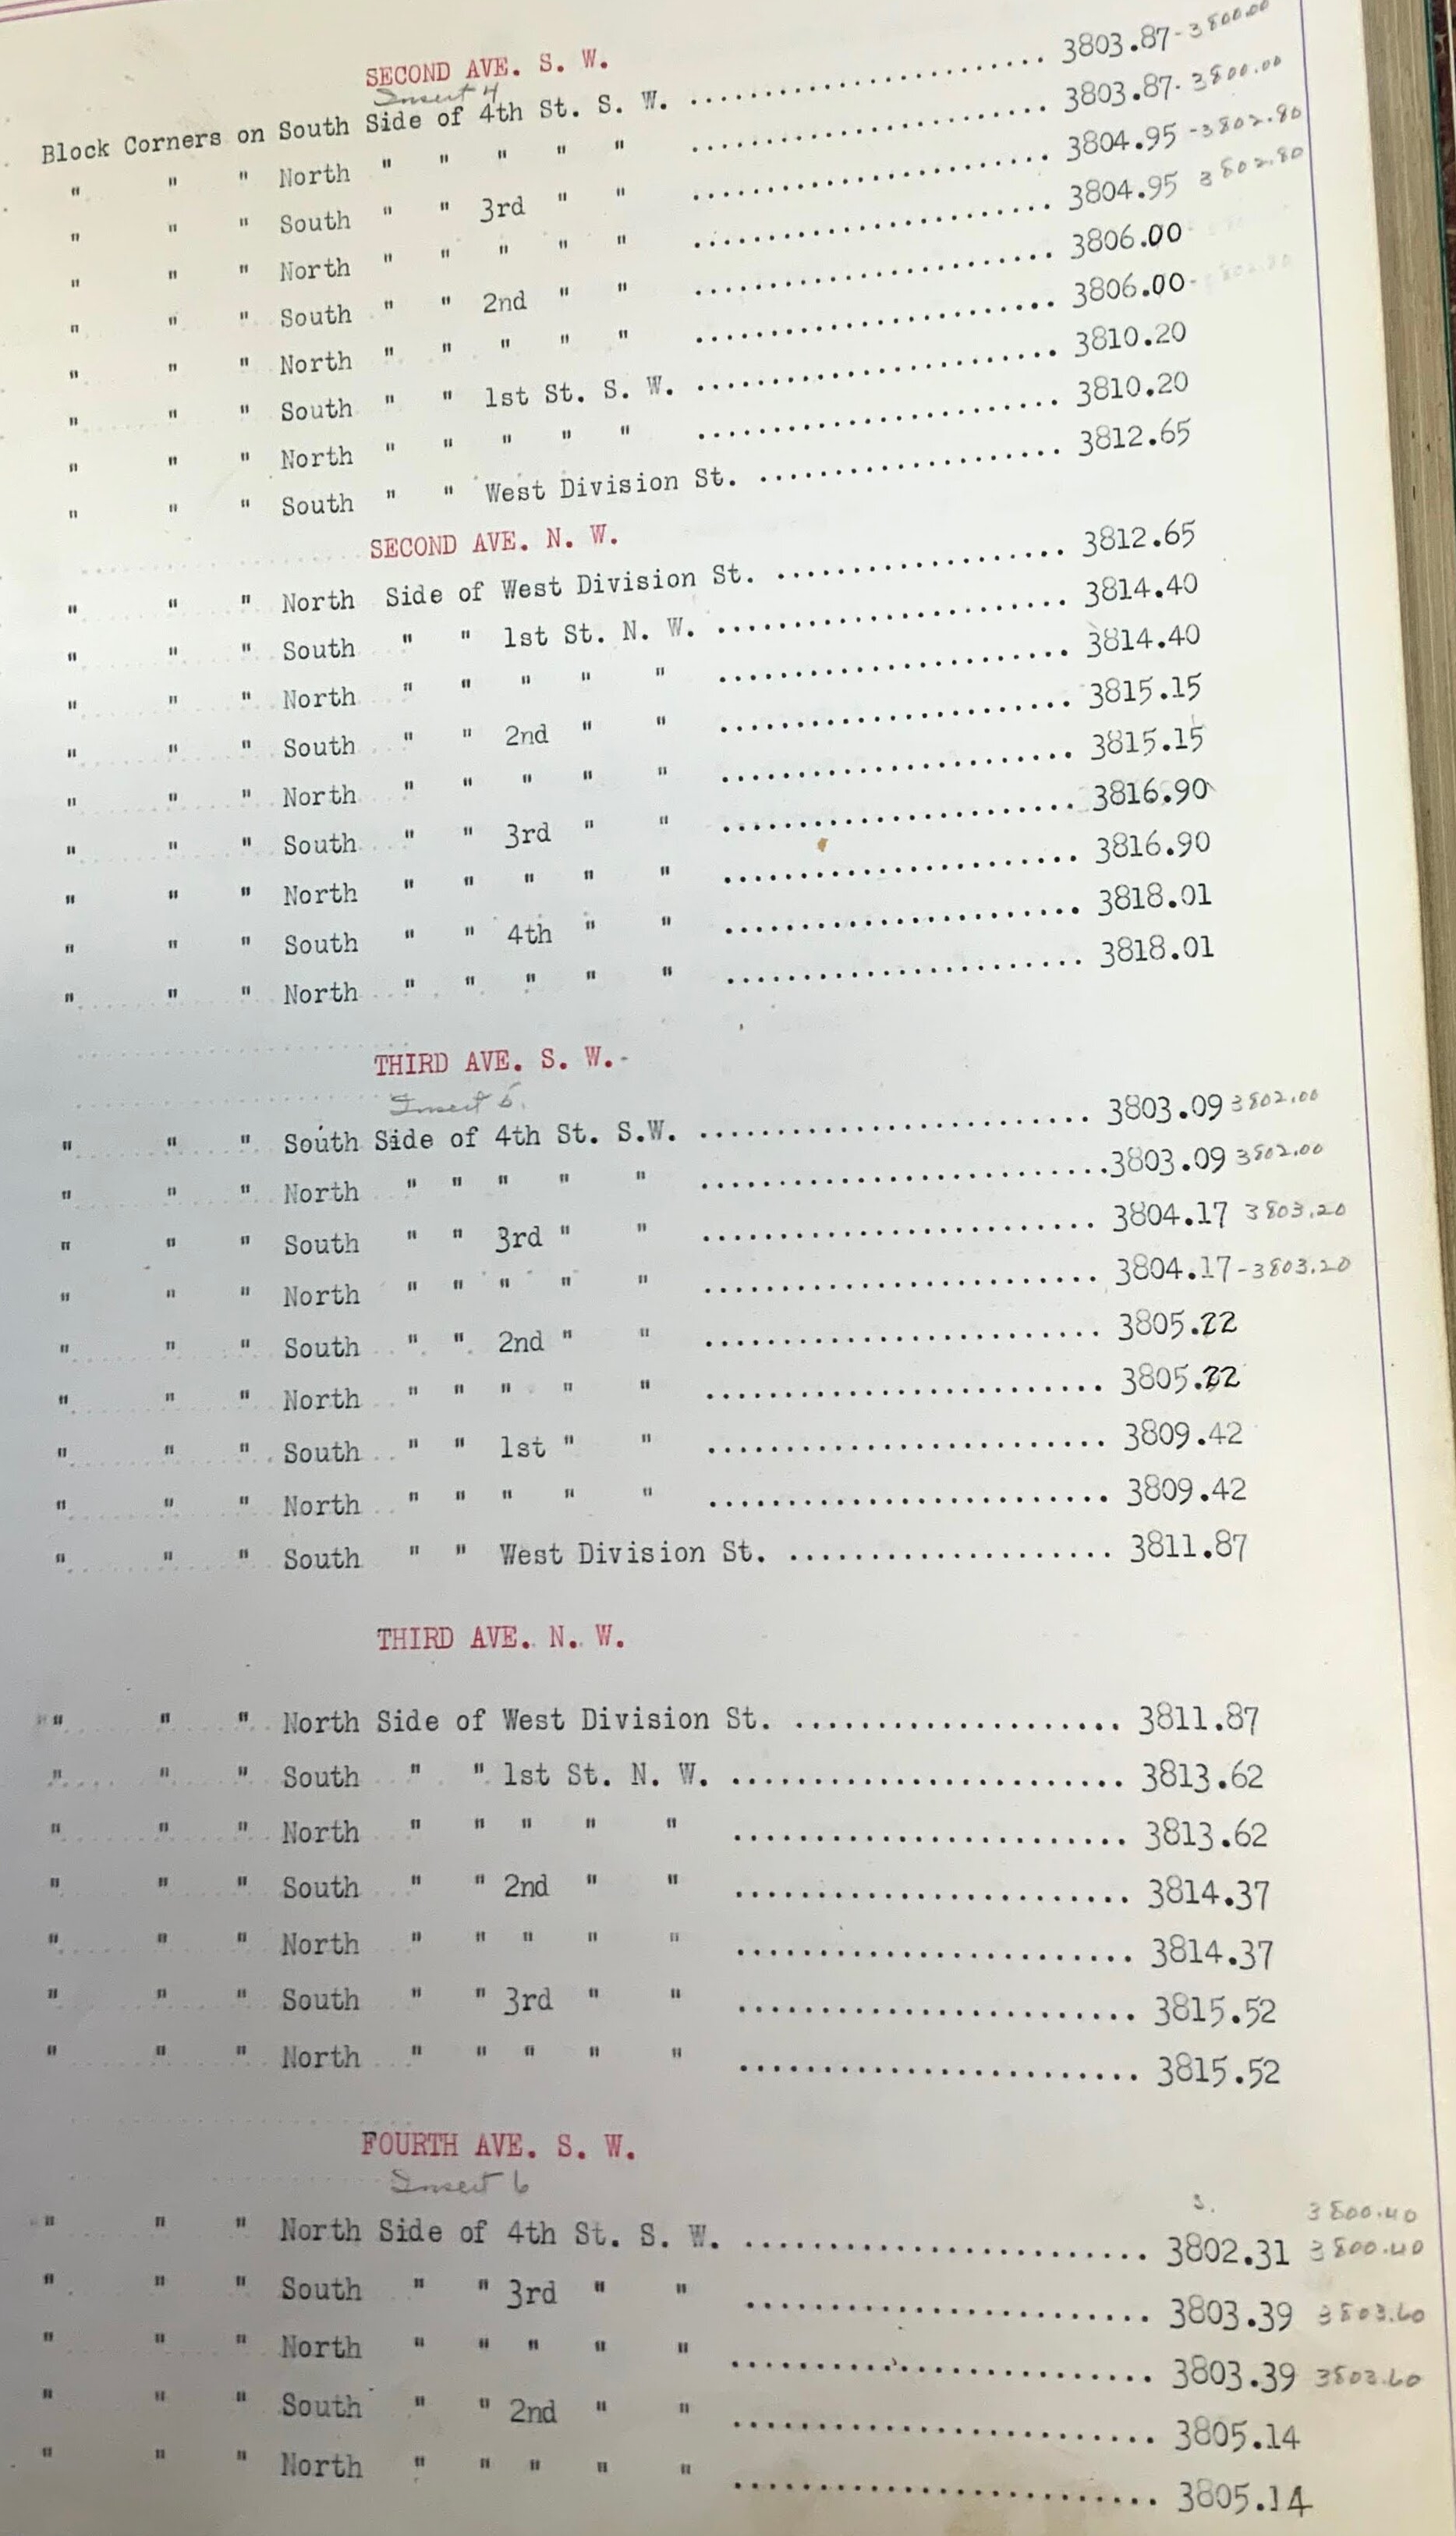 SECOND AVE. S. W.
Insert 4
Block Corners on South Side of 4th St. S. W. .......................... 3803.87-3800.00
" " " North " " " " " .......................... 3803.87-3800.00
" " " South " " 3rd " " .......................... 3804.95-3802.80
" " " North " " " " " .......................... 3804.95 3802.80
" " " South " " 2nd " " .......................... 3806.00
" " " North " " " " " .......................... 3806.00-
" " " South " " 1st St. S. W. .......................... 3810.20
" " " North " " " " " .......................... 3810.20
" " " South " " West Division St. ..................... 3812.65
SECOND AVE. N. W.
" " " North Side of West Division St. .................... 3812.65
" " " South " " 1st St. N. W. ........................ 3814.40
" " " North " " " " " ........................ 3814.40
" " " South " " 2nd " " ........................ 3815.15
" " " North " " " " " ........................ 3815.15
" " " South " " 3rd " " ........................ 3816.90
" " " North " " " " " ........................ 3816.90
" " " South " " 4th " " ........................ 3818.01
" " " North " " " " " ........................ 3818.01
THIRD AVE. S. W.-
Insert 5.
" " " South Side of 4th St. S.W. .......................... 3803.09 3802.00
" " " North " " " " " .......................... 3803.09 3802.00
" " " South " " 3rd " " .......................... 3804.17 3803.20
" " " North " " " " " .......................... 3804.17-3803.20
" " " South " " 2nd " " .......................... 3805.22
" " " North " " " " " .......................... 3805.22
" " " South " " 1st " " .......................... 3809.42
" " " North " " " " " .......................... 3809.42
" " " South " " West Division St. ..................... 3811.87
THIRD AVE. N. W.
" " " North Side of West Division St. ..................... 3811.87
" " " South " " 1st St. N. W. ......................... 3813.62
" " " North " " " " " ......................... 3813.62
" " " South " " 2nd " " ......................... 3814.37
" " " North " " " " " ......................... 3814.37
" " " South " " 3rd " " ......................... 3815.52
" " " North " " " " " ......................... 3815.52
FOURTH AVE. S. W.
Insert 6
3800.40
" " " North Side of 4th St. S. W. .......................... 3802.31 3800.40
" " " South " " 3rd " " .......................... 3803.39 3803.60
" " " North " " " " " .......................... 3803.39 3803.60
" " " South " " 2nd " " .......................... 3805.14
" " " North " " " " " .......................... 3805.14